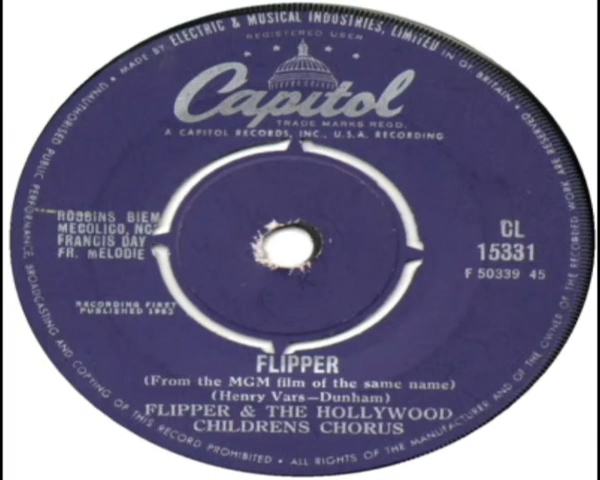 MADE BY ELECTRIC & MUSICAL INDUSTRIES, LIMITED IN GT BRITAIN • ALL RIGHTS OF THE MANUFACTURER AND OF THE OWNER OF THE RECORDED WORK ARE RESERVED
UNAUTHORISED PUBLIC PERFORMANCE, BROADCASTING AND COPYING OF THIS RECORD PROHIBITED
REGISTERED USER
Capitol
TRADE MARKS REGD.
A CAPITOL RECORDS, INC., U.S.A. RECORDING
ROBBINS BIEM
MECOLICO, NCB
FRANCIS DAY
FR. MELODIE
CL
15331
F 50339 45
RECORDING FIRST
PUBLISHED 1963
FLIPPER
(From the MGM film of the same name)
(Henry Vars—Dunham)
FLIPPER & THE HOLLYWOOD
CHILDRENS CHORUS